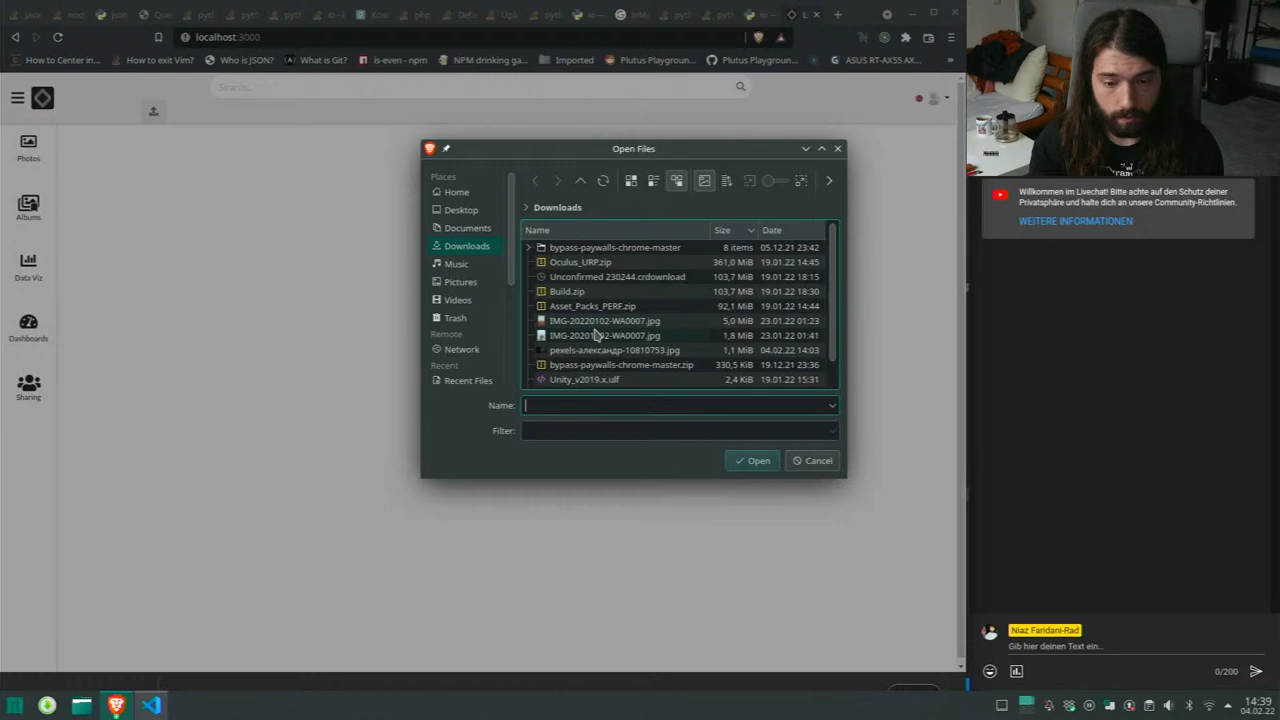 json
php
localhost:3000
How to Center in...
How to exit Vim?
Who is JSON?
What is Git?
is-even - npm
NPM drinking ga...
Imported
Plutus Playgroun...
Plutus Playgroun...
ASUS RT-AX55 AX...
Search...
Photos
Albums
Data Viz
Dashboards
Sharing
Open Files
Places
Home
Desktop
Documents
Downloads
Music
Pictures
Videos
Trash
Remote
Network
Recent
Recent Files
Downloads
Name Size Date
bypass-paywalls-chrome-master 8 items 05.12.21 23:42
Oculus_URP.zip 361,0 MiB 19.01.22 14:45
Unconfirmed 230244.crdownload 103,7 MiB 19.01.22 18:15
Build.zip 103,7 MiB 19.01.22 18:30
Asset_Packs_PERF.zip 92,1 MiB 19.01.22 14:44
IMG-20220102-WA0007.jpg 5,0 MiB 23.01.22 01:23
IMG-20201002-WA0007.jpg 1,8 MiB 23.01.22 01:41
pexels-александр-10810753.jpg 1,1 MiB 04.02.22 14:03
bypass-paywalls-chrome-master.zip 330,5 KiB 19.12.21 23:36
Unity_v2019.x.ulf 2,4 KiB 19.01.22 15:31
Name:
Filter:
Open
Cancel
Willkommen im Livechat! Bitte achte auf den Schutz deiner
Privatsphäre und halte dich an unsere Community-Richtlinien.
WEITERE INFORMATIONEN
Niaz Faridani-Rad
Gib hier deinen Text ein...
0/200
14:39
04.02.22